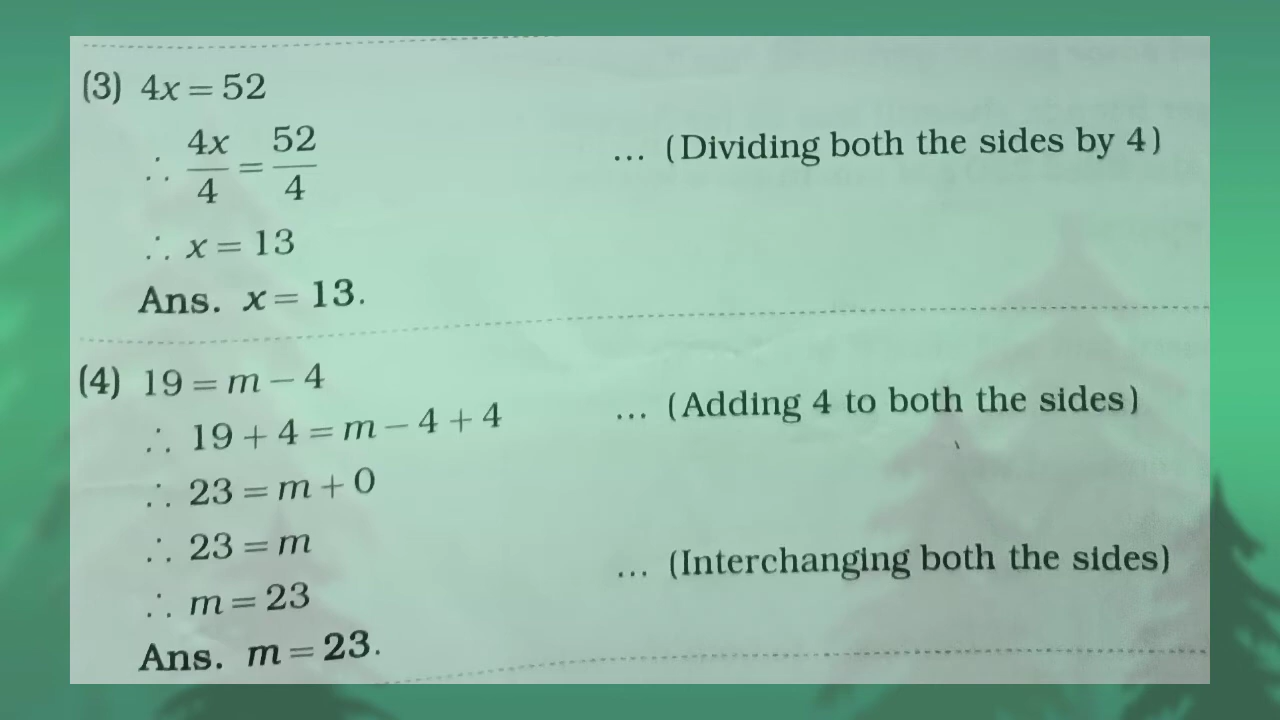 (3) 4x = 52
∴ 4x/4 = 52/4 ... (Dividing both the sides by 4)
∴ x = 13
Ans. x = 13.
(4) 19 = m − 4
∴ 19 + 4 = m − 4 + 4 ... (Adding 4 to both the sides)
∴ 23 = m + 0
∴ 23 = m
∴ m = 23 ... (Interchanging both the sides)
Ans. m = 23.